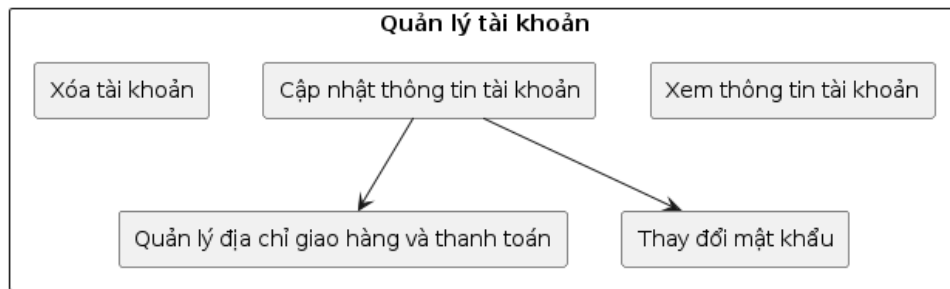 Quản lý tài khoản
Xóa tài khoản
Cập nhật thông tin tài khoản
Xem thông tin tài khoản
Quản lý địa chỉ giao hàng và thanh toán
Thay đổi mật khẩu